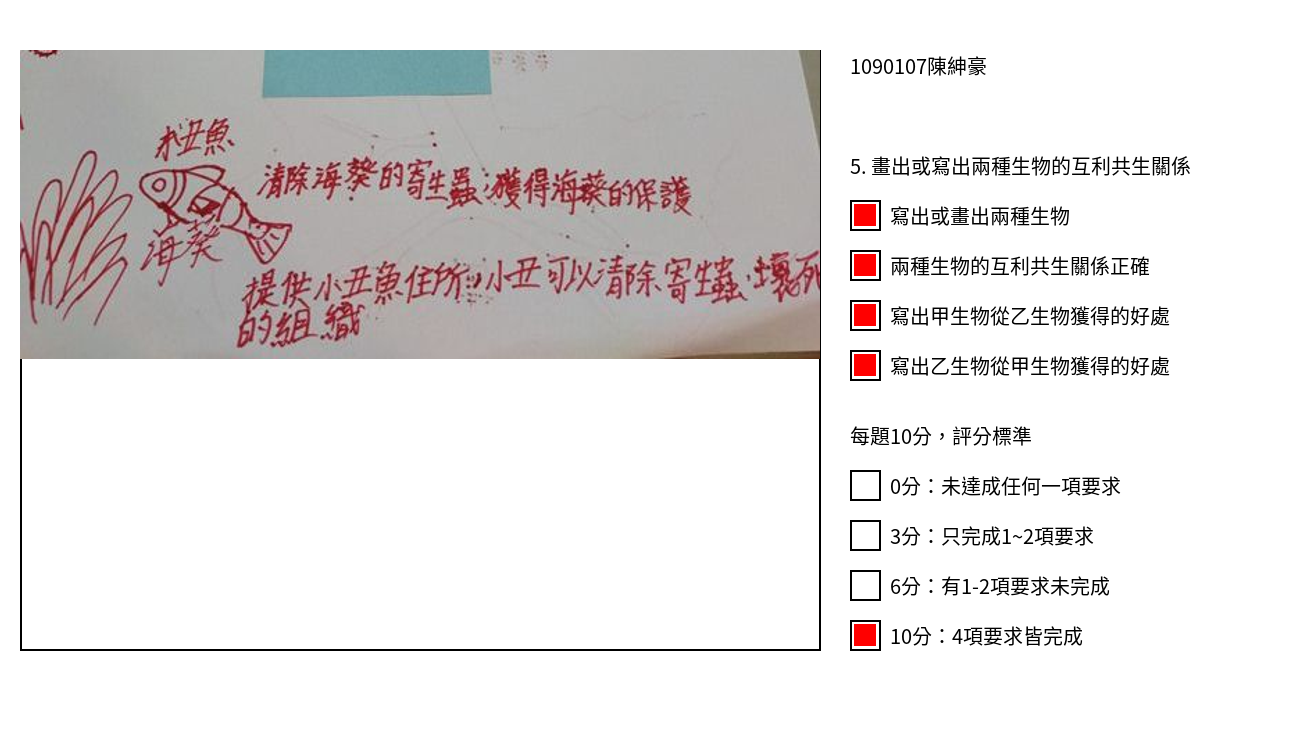 小丑魚
清除海葵的寄生蟲，獲得海葵的保護
海葵
提供小丑魚住所，小丑可以清除寄生蟲，壞死
的組織
1090107陳紳豪
5. 畫出或寫出兩種生物的互利共生關係
寫出或畫出兩種生物
兩種生物的互利共生關係正確
寫出甲生物從乙生物獲得的好處
寫出乙生物從甲生物獲得的好處
每題10分，評分標準
0分：未達成任何一項要求
3分：只完成1~2項要求
6分：有1-2項要求未完成
10分：4項要求皆完成